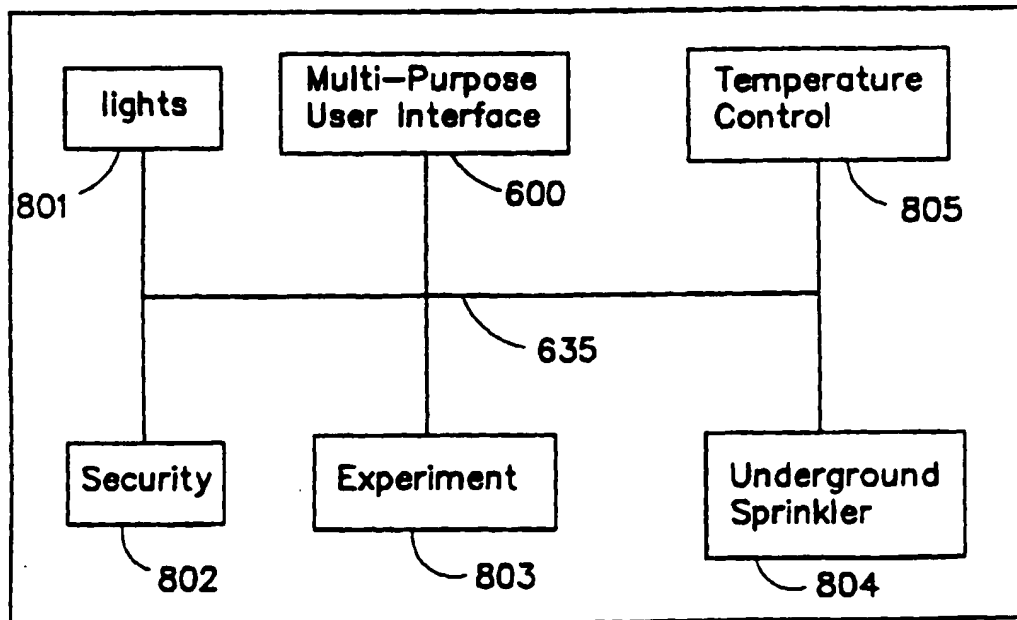 lights
801
Multi-Purpose
User Interface
600
Temperature
Control
805
635
Security
802
Experiment
803
Underground
Sprinkler
804